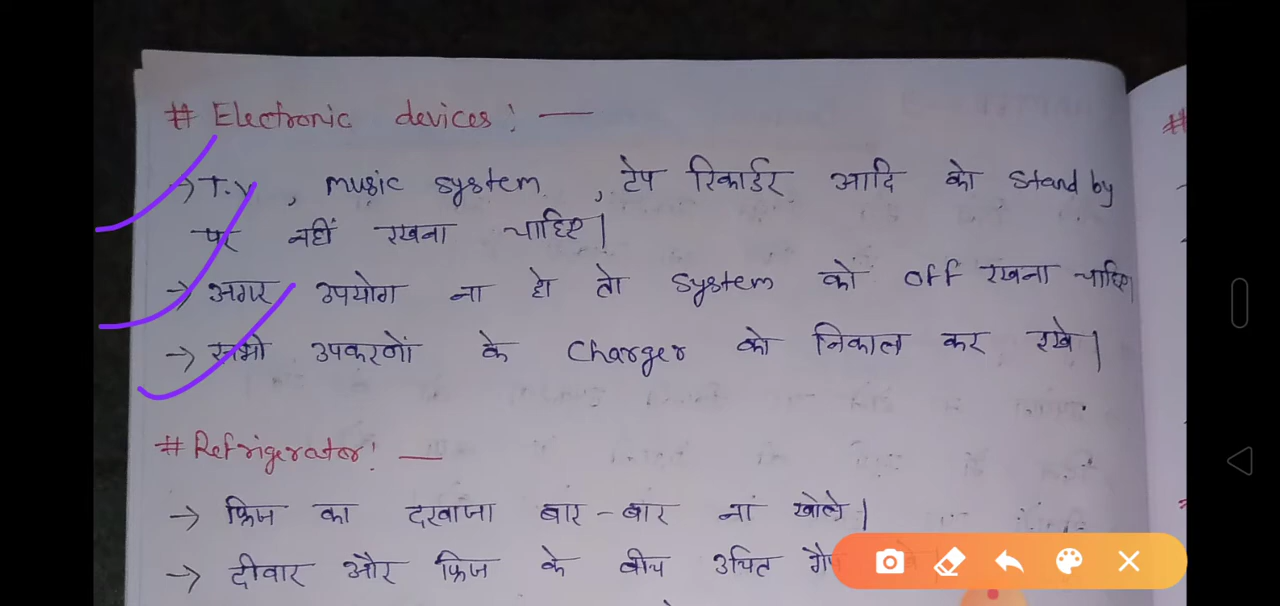 # Electronic devices: —
→ T.V , music system , टेप रिकार्डर आदि को Stand by
पर नहीं रखना चाहिए।
→ अगर उपयोग ना हो तो System को off रखना चाहिए।
→ सभी उपकरणों के Charger को निकाल कर रखे।
# Refrigerator: —
→ फ्रिज का दरवाजा बार-बार ना खोले।
→ दीवार और फ्रिज के बीच उचित गैप